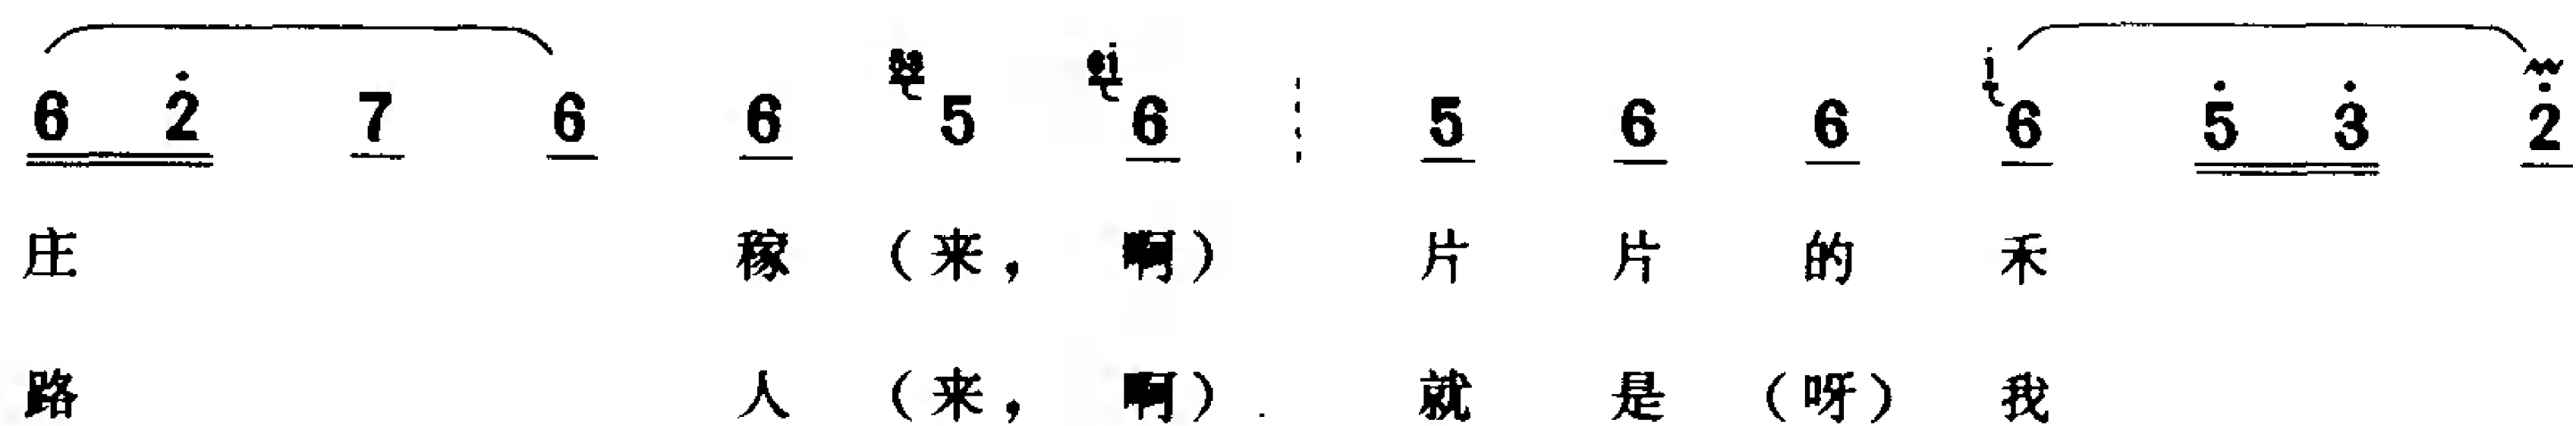 6 2̇ 7 6 6 5 6 ┊ 5 6 6 i 6 5̇ 3̇ 2̇
庄 稼 （来， 啊） 片 片 的 禾
路 人 （来， 啊） 就 是 （呀） 我